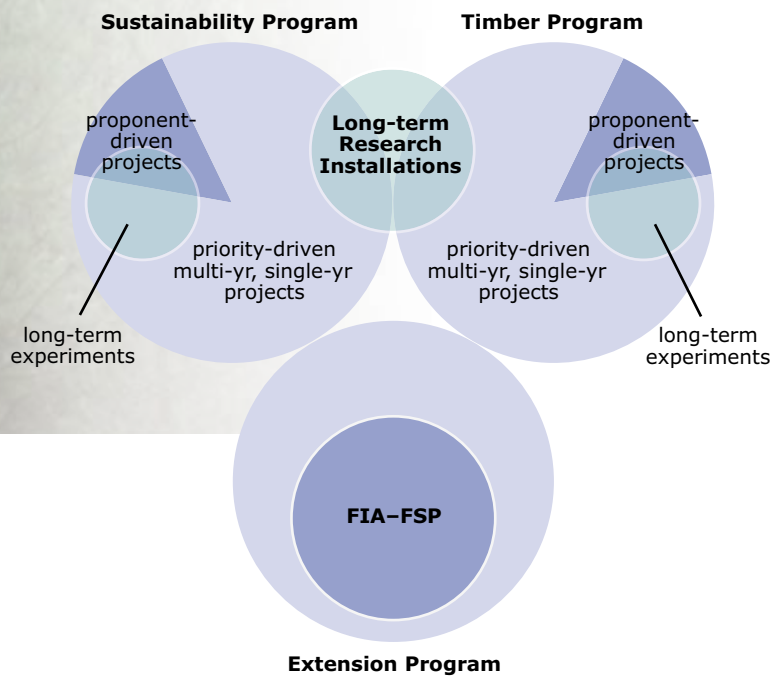 Sustainability Program
Timber Program
proponent-
driven
projects
Long-term
Research
Installations
proponent-
driven
projects
priority-driven
multi-yr, single-yr
projects
priority-driven
multi-yr, single-yr
projects
long-term
experiments
long-term
experiments
FIA–FSP
Extension Program